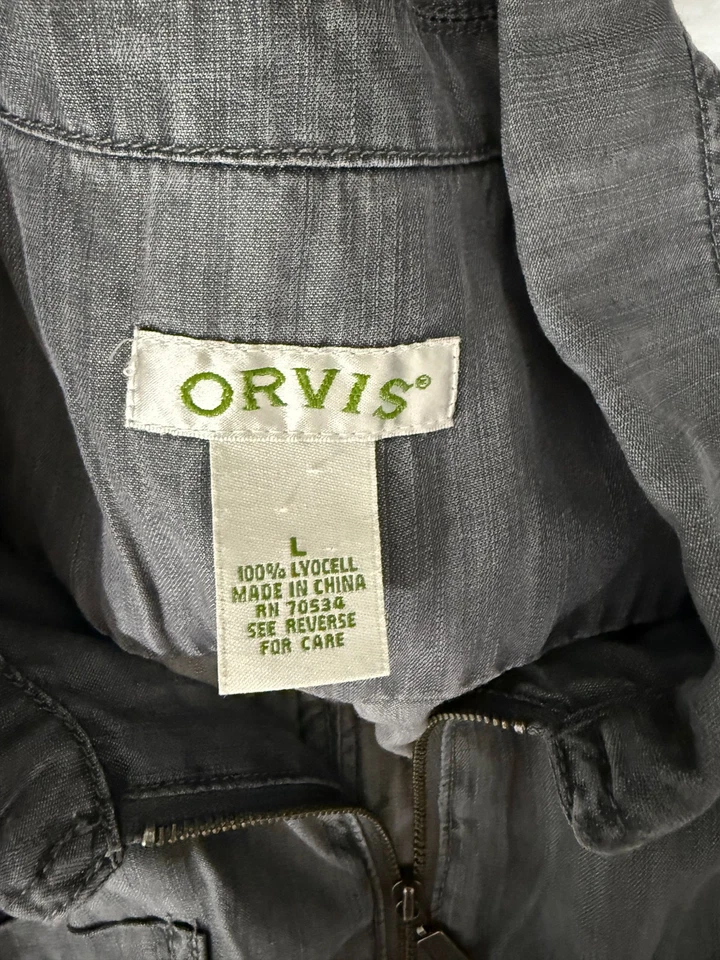 ORVIS®
L
100% LYOCELL
MADE IN CHINA
RN 70534
SEE REVERSE
FOR CARE